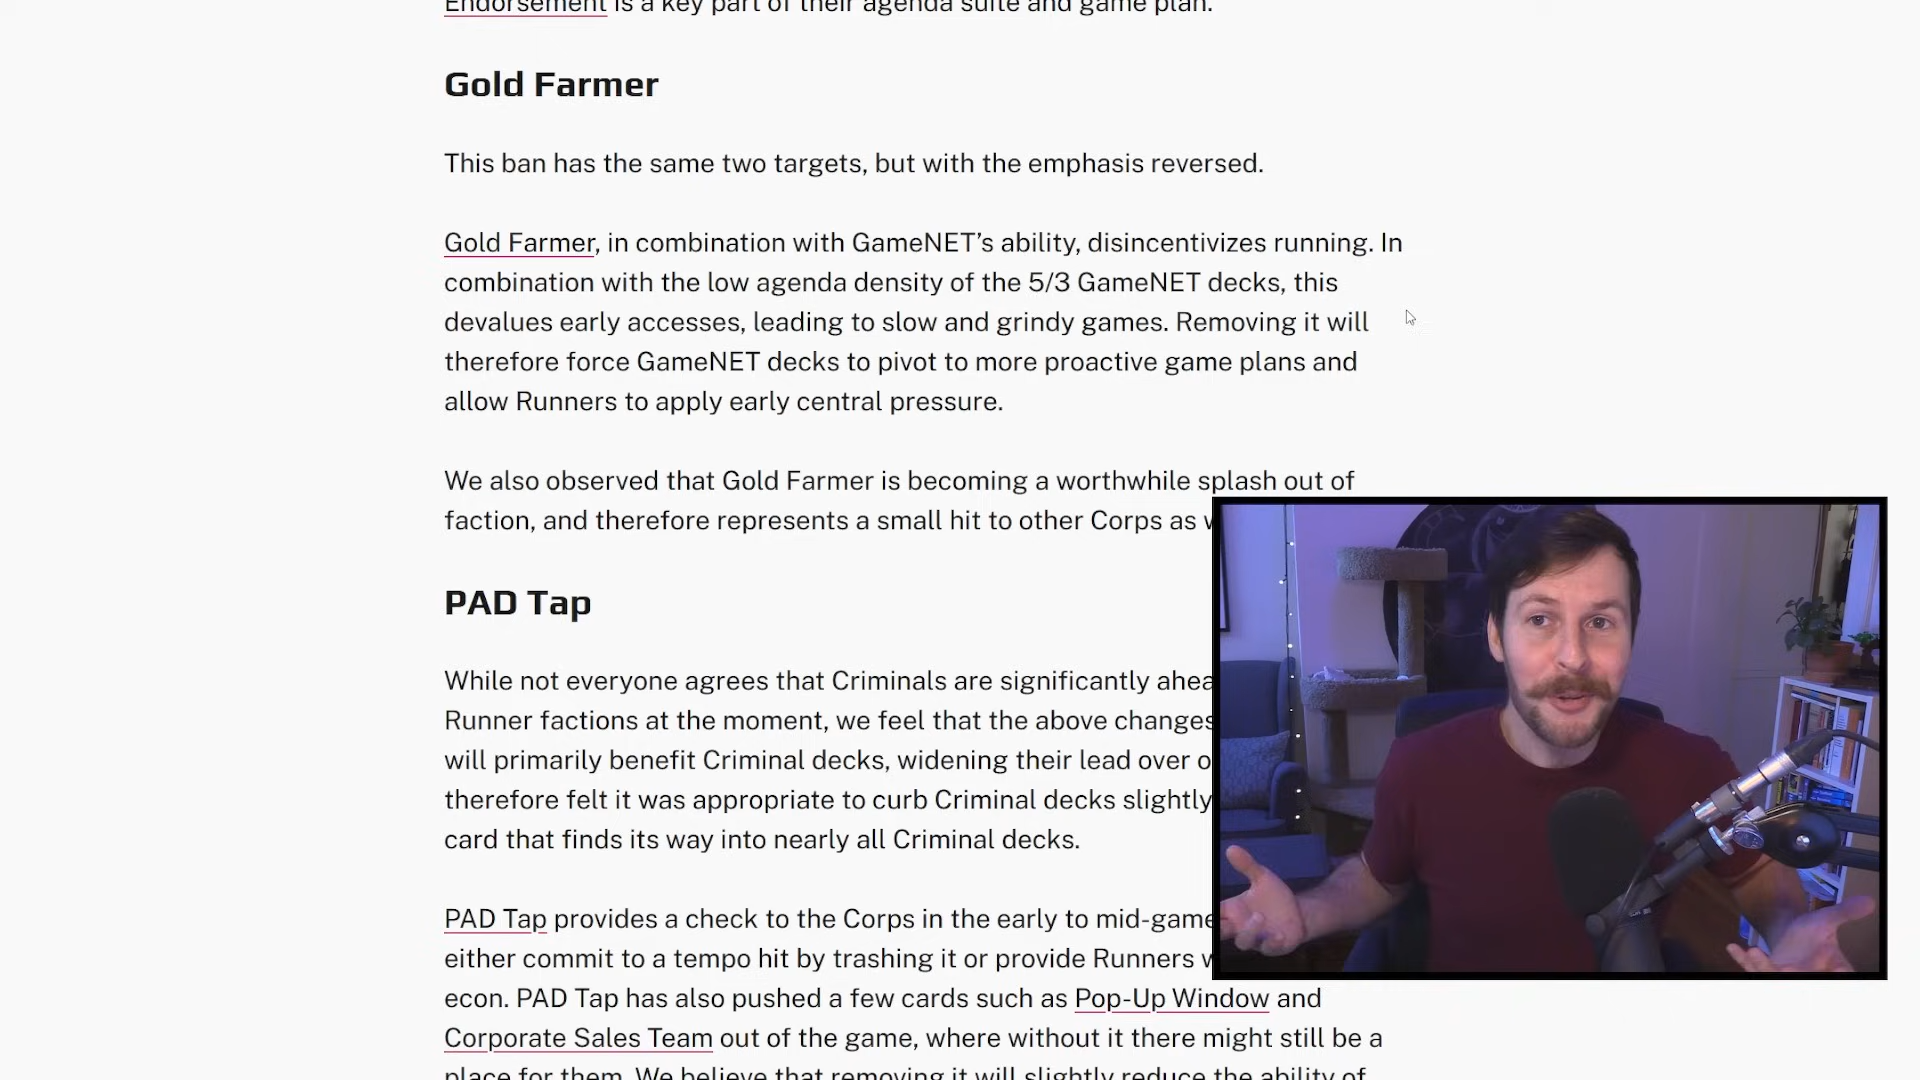 Endorsement is a key part of their agenda suite and game plan.
Gold Farmer
This ban has the same two targets, but with the emphasis reversed.
Gold Farmer, in combination with GameNET’s ability, disincentivizes running. In
combination with the low agenda density of the 5/3 GameNET decks, this
devalues early accesses, leading to slow and grindy games. Removing it will
therefore force GameNET decks to pivot to more proactive game plans and
allow Runners to apply early central pressure.
We also observed that Gold Farmer is becoming a worthwhile splash out of
faction, and therefore represents a small hit to other Corps as
PAD Tap
While not everyone agrees that Criminals are significantly
Runner factions at the moment, we feel that the above changes
will primarily benefit Criminal decks, widening their lead over
therefore felt it was appropriate to curb Criminal decks slightly
card that finds its way into nearly all Criminal decks.
PAD Tap provides a check to the Corps in the early to mid-game
either commit to a tempo hit by trashing it or provide Runners
econ. PAD Tap has also pushed a few cards such as Pop-Up Window and
Corporate Sales Team out of the game, where without it there might still be a
place for them. We believe that removing it will slightly reduce the ability of